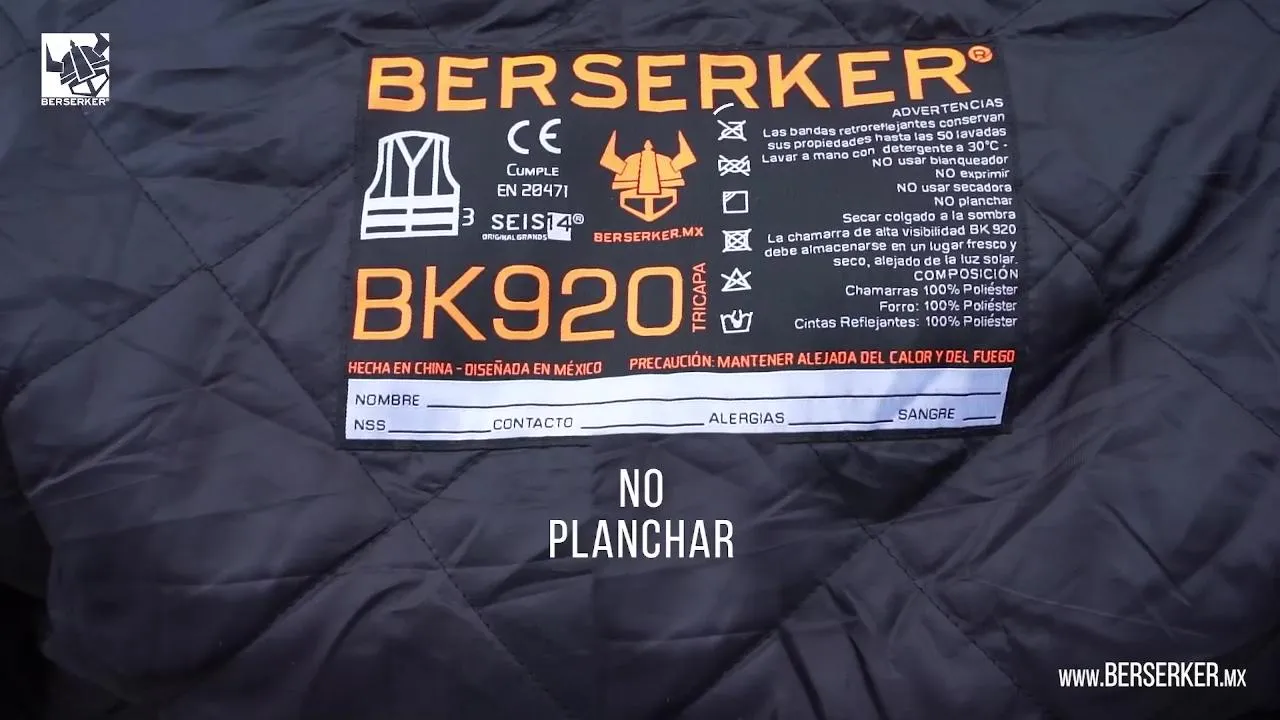 BERSERKER®
BERSERKER®
CE
CUMPLE
EN 20471
3
SEIS14®
ORIGINAL GRANDS
BERSERKER.MX
BK920
TRICAPA
ADVERTENCIAS
Las bandas retroreflejantes conservan
sus propiedades hasta las 50 lavadas
Lavar a mano con detergente a 30°C -
NO usar blanqueador
NO exprimir
NO usar secadora
NO planchar
Secar colgado a la sombra
La chamarra de alta visibilidad BK 920
debe almacenarse en un lugar fresco y
seco, alejado de la luz solar.
COMPOSICIÓN
Chamarras 100% Poliéster
Forro: 100% Poliéster
Cintas Reflejantes: 100% Poliéster
HECHA EN CHINA - DISEÑADA EN MÉXICO
PRECAUCIÓN: MANTENER ALEJADA DEL CALOR Y DEL FUEGO
NOMBRE
NSS CONTACTO ALERGIAS SANGRE
NO
PLANCHAR
www.BERSERKER.MX